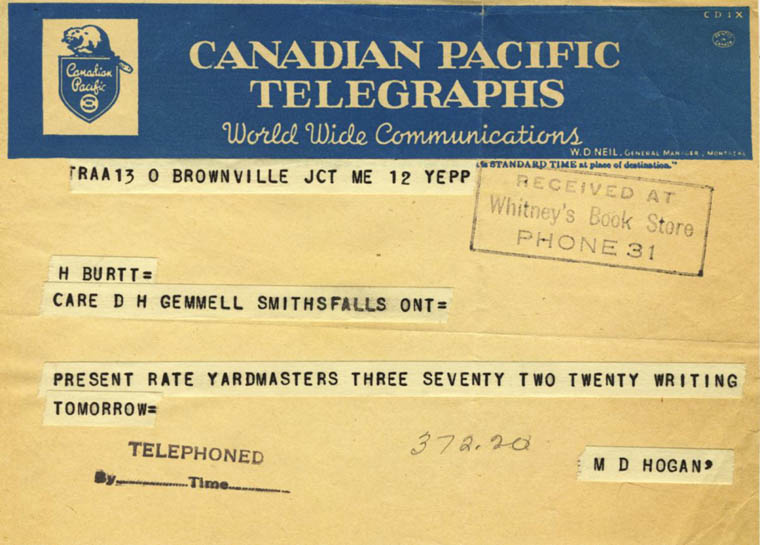 CD1X
Canadian
Pacific
CANADIAN PACIFIC
TELEGRAPHS
World Wide Communications
W. D. NEIL, GENERAL MANAGER, MONTREAL
STANDARD TIME at place of destination."
TRAA13 O BROWNVILLE JCT ME 12 YEPP
RECEIVED AT
Whitney's Book Store
PHONE 31
H BURTT=
CARE D H GEMMELL SMITHSFALLS ONT=
PRESENT RATE YARDMASTERS THREE SEVENTY TWO TWENTY WRITING
TOMORROW=
372.20
TELEPHONED
By Time
M D HOGAN